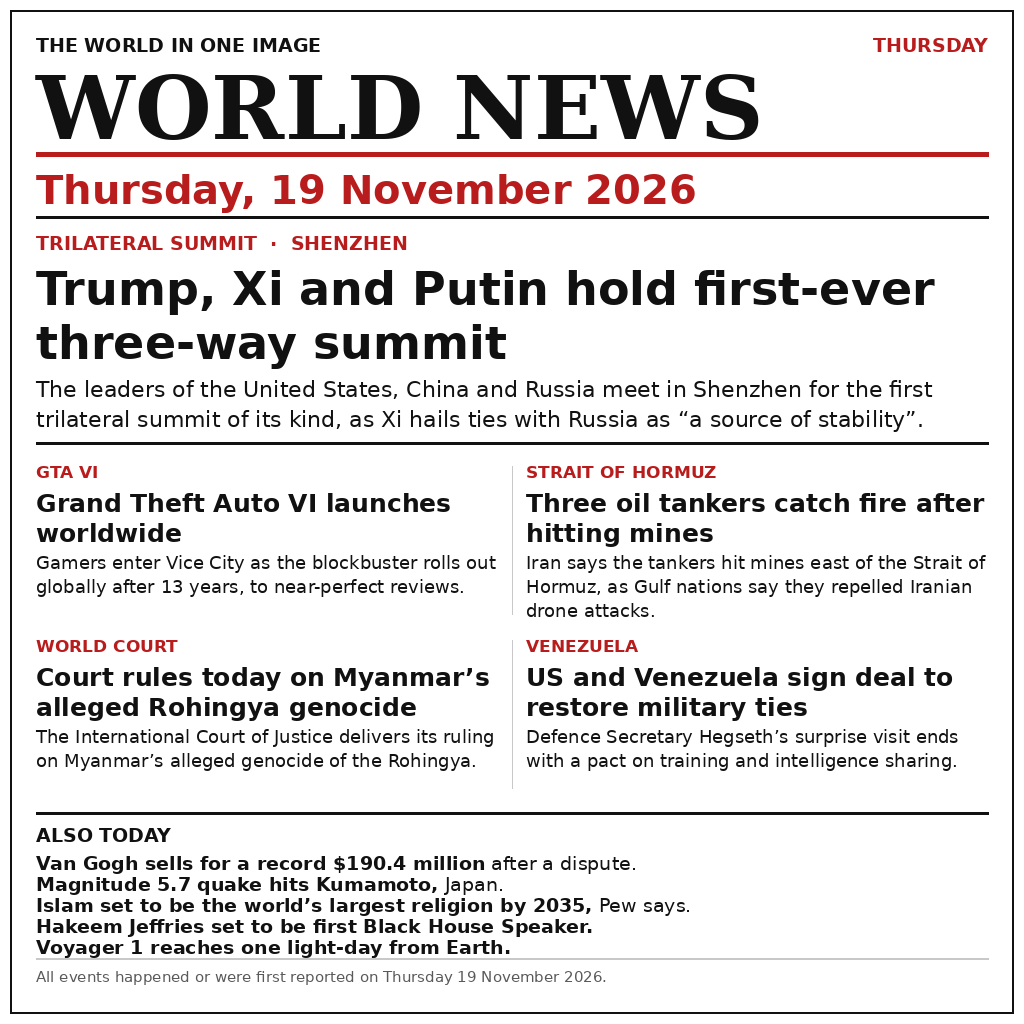 THE WORLD IN ONE IMAGE
THURSDAY
WORLD NEWS
Thursday, 19 November 2026
TRILATERAL SUMMIT · SHENZHEN
Trump, Xi and Putin hold first-ever
three-way summit
The leaders of the United States, China and Russia meet in Shenzhen for the first
trilateral summit of its kind, as Xi hails ties with Russia as “a source of stability”.
GTA VI
Grand Theft Auto VI launches
worldwide
Gamers enter Vice City as the blockbuster rolls out
globally after 13 years, to near-perfect reviews.
STRAIT OF HORMUZ
Three oil tankers catch fire after
hitting mines
Iran says the tankers hit mines east of the Strait of
Hormuz, as Gulf nations say they repelled Iranian
drone attacks.
WORLD COURT
Court rules today on Myanmar’s
alleged Rohingya genocide
The International Court of Justice delivers its ruling
on Myanmar’s alleged genocide of the Rohingya.
VENEZUELA
US and Venezuela sign deal to
restore military ties
Defence Secretary Hegseth’s surprise visit ends
with a pact on training and intelligence sharing.
ALSO TODAY
Van Gogh sells for a record $190.4 million after a dispute.
Magnitude 5.7 quake hits Kumamoto, Japan.
Islam set to be the world’s largest religion by 2035, Pew says.
Hakeem Jeffries set to be first Black House Speaker.
Voyager 1 reaches one light-day from Earth.
All events happened or were first reported on Thursday 19 November 2026.